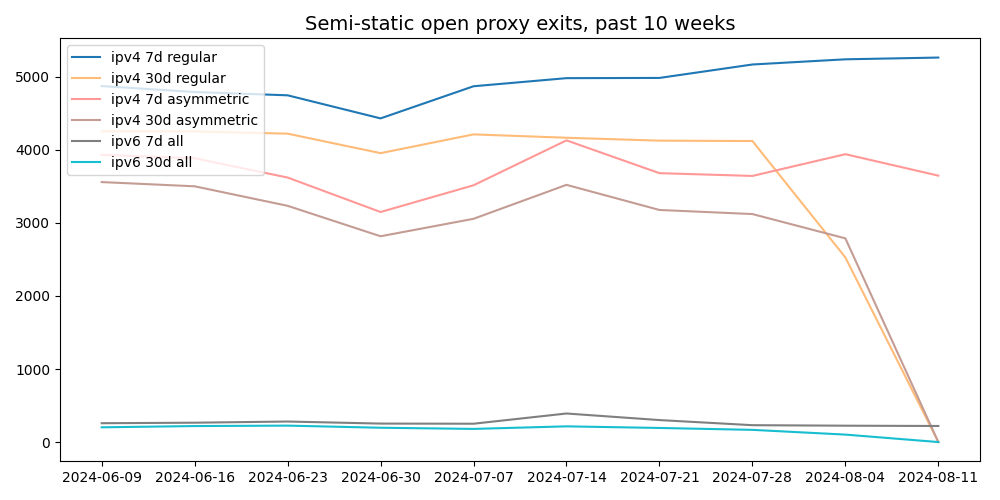 Semi-static open proxy exits, past 10 weeks
ipv4 7d regular
ipv4 30d regular
ipv4 7d asymmetric
ipv4 30d asymmetric
ipv6 7d all
ipv6 30d all
5000
4000
3000
2000
1000
0
2024-06-09 2024-06-16 2024-06-23 2024-06-30 2024-07-07 2024-07-14 2024-07-21 2024-07-28 2024-08-04 2024-08-11